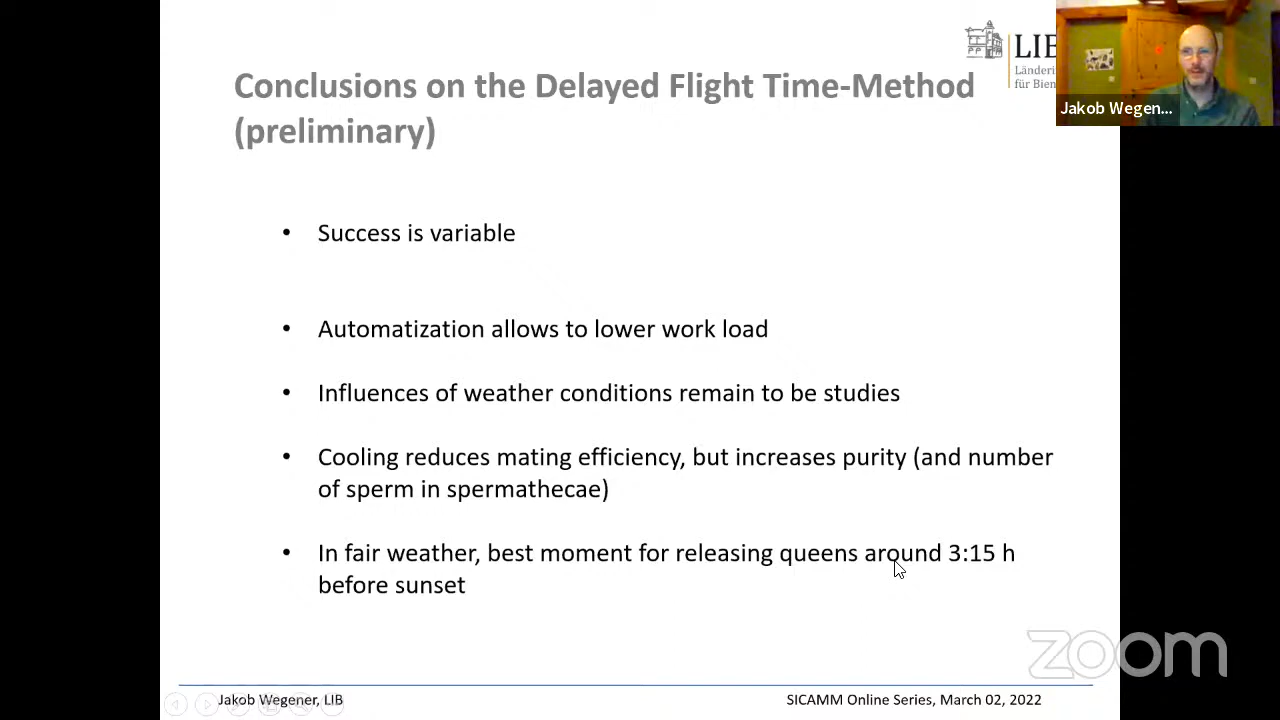 LIB
Länderi
für Bien
Conclusions on the Delayed Flight Time-Method
(preliminary)
Jakob Wegen...
• Success is variable
• Automatization allows to lower work load
• Influences of weather conditions remain to be studies
• Cooling reduces mating efficiency, but increases purity (and number
of sperm in spermathecae)
• In fair weather, best moment for releasing queens around 3:15 h
before sunset
zoom
Jakob Wegener, LIB
SICAMM Online Series, March 02, 2022